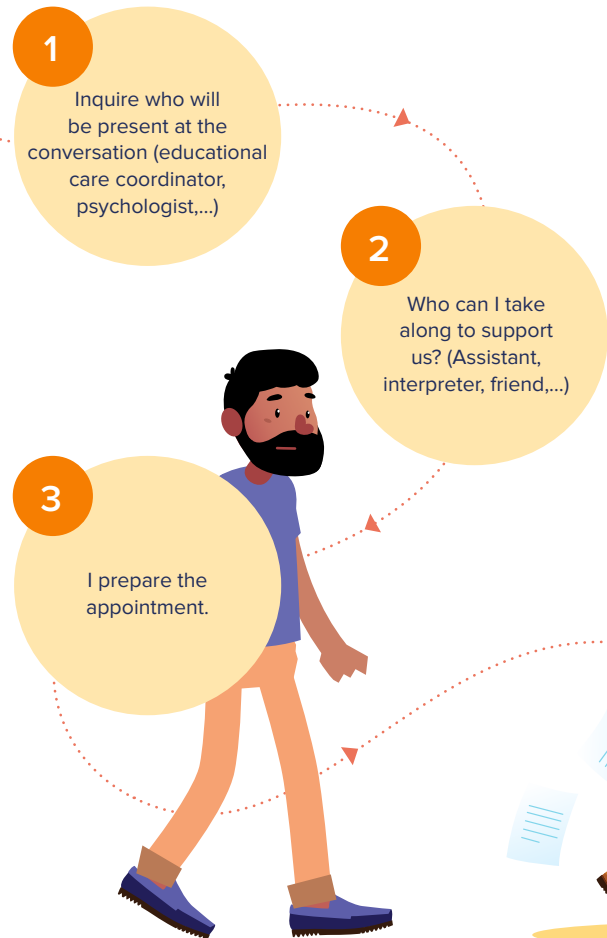 1
Inquire who will
be present at the
conversation (educational
care coordinator,
psychologist,...)
2
Who can I take
along to support
us? (Assistant,
interpreter, friend,...)
3
I prepare the
appointment.